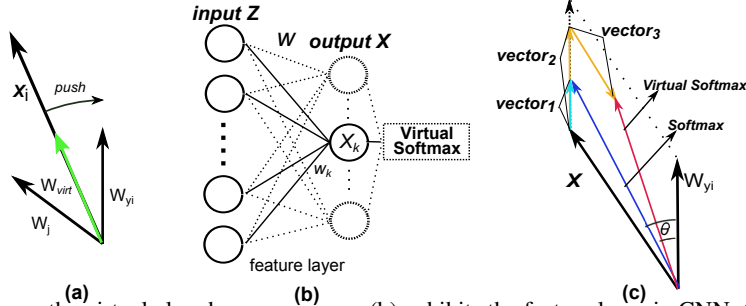 X_i
push
W_virt
W_j
W_yi
(a)
input Z
W
output X
X_k
w_k
Virtual
Softmax
feature layer
(b)
vector_3
vector_2
vector_1
Virtual Softmax
Softmax
X
W_yi
θ
(c)